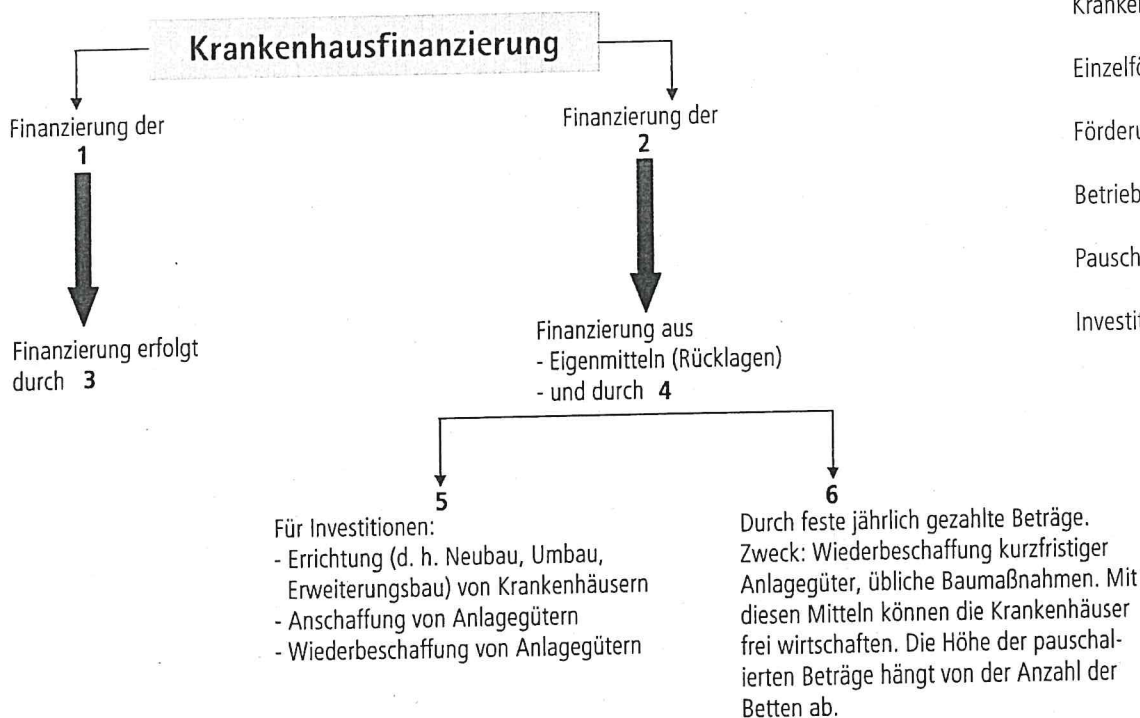 Krankenhausfinanzierung
Finanzierung der
1
Finanzierung erfolgt
durch 3
Finanzierung der
2
Finanzierung aus
- Eigenmitteln (Rücklagen)
- und durch 4
5
Für Investitionen:
- Errichtung (d. h. Neubau, Umbau,
Erweiterungsbau) von Krankenhäusern
- Anschaffung von Anlagegütern
- Wiederbeschaffung von Anlagegütern
6
Durch feste jährlich gezahlte Beträge.
Zweck: Wiederbeschaffung kurzfristiger
Anlagegüter, übliche Baumaßnahmen. Mit
diesen Mitteln können die Krankenhäuser
frei wirtschaften. Die Höhe der pauschal-
ierten Beträge hängt von der Anzahl der
Betten ab.